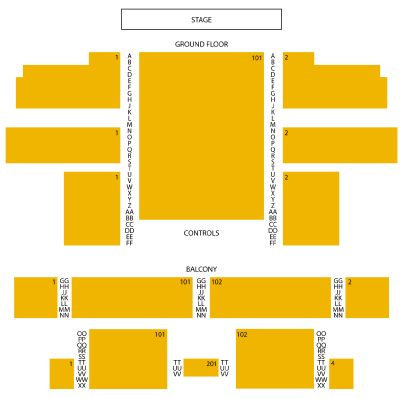 STAGE
GROUND FLOOR
1 A 101 A 2
B B
C C
D D
E E
F F
G G
H H
J J
K K
L L
M M
1 N N 2
O O
P P
Q Q
R R
S S
T T
1 U U 2
V V
W W
X X
Y Y
Z Z
AA AA
BB BB
CC CC
DD CONTROLS DD
EE EE
FF FF
BALCONY
1 GG 101 GG 102 GG 2
HH HH HH
JJ JJ JJ
KK KK KK
LL LL LL
MM MM MM
NN NN NN
OO 101 102 OO
PP PP
QQ QQ
RR RR
SS SS
1 TT TT 201 TT TT 4
UU UU UU UU
VV VV VV VV
WW WW
XX XX